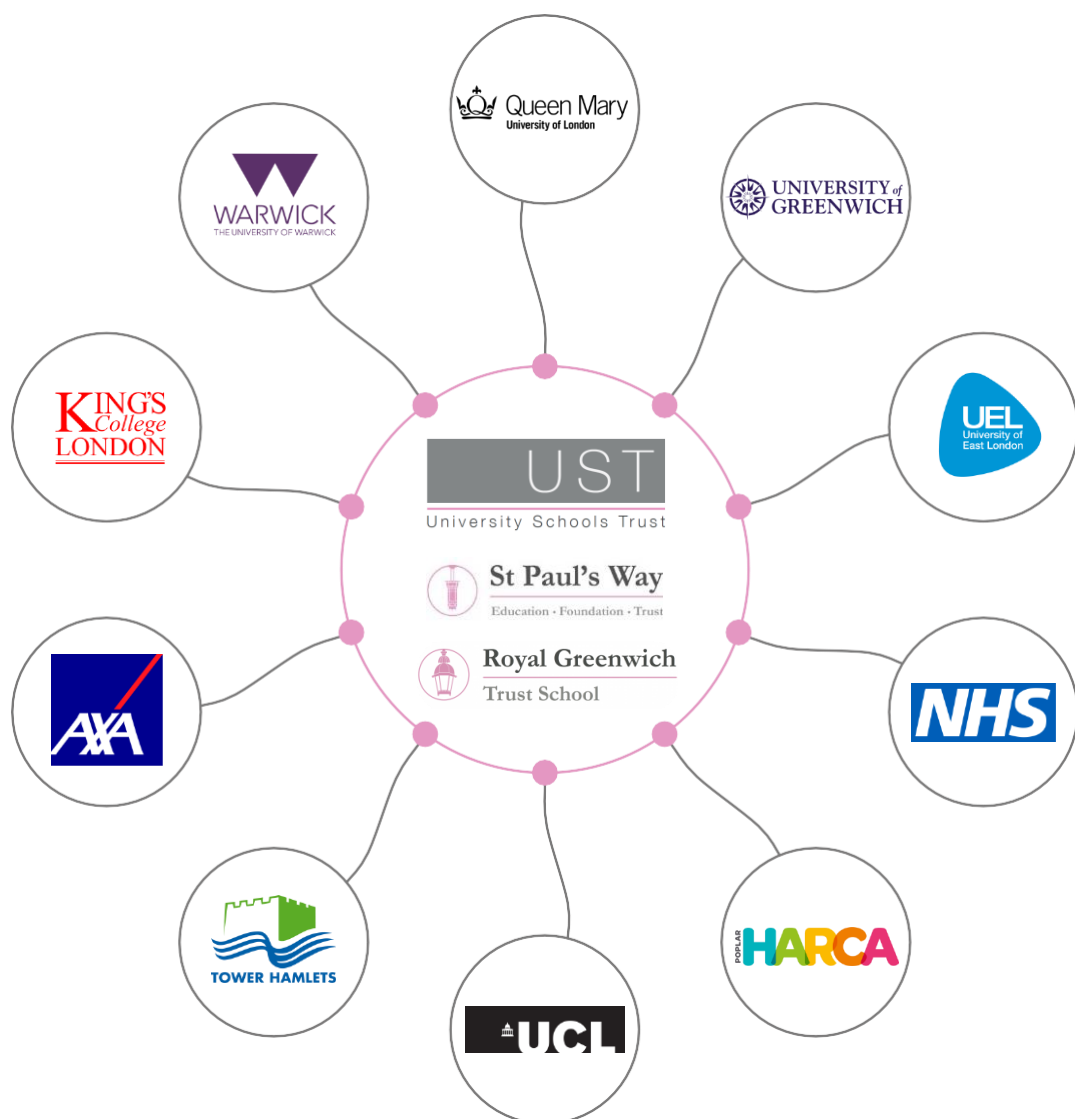 Queen Mary
University of London
UNIVERSITY of
GREENWICH
WARWICK
THE UNIVERSITY OF WARWICK
UEL
University of
East London
KING'S
College
LONDON
UST
University Schools Trust
St Paul's Way
Education · Foundation · Trust
Royal Greenwich
Trust School
AXA
NHS
TOWER HAMLETS
POPLAR
HARCA
UCL